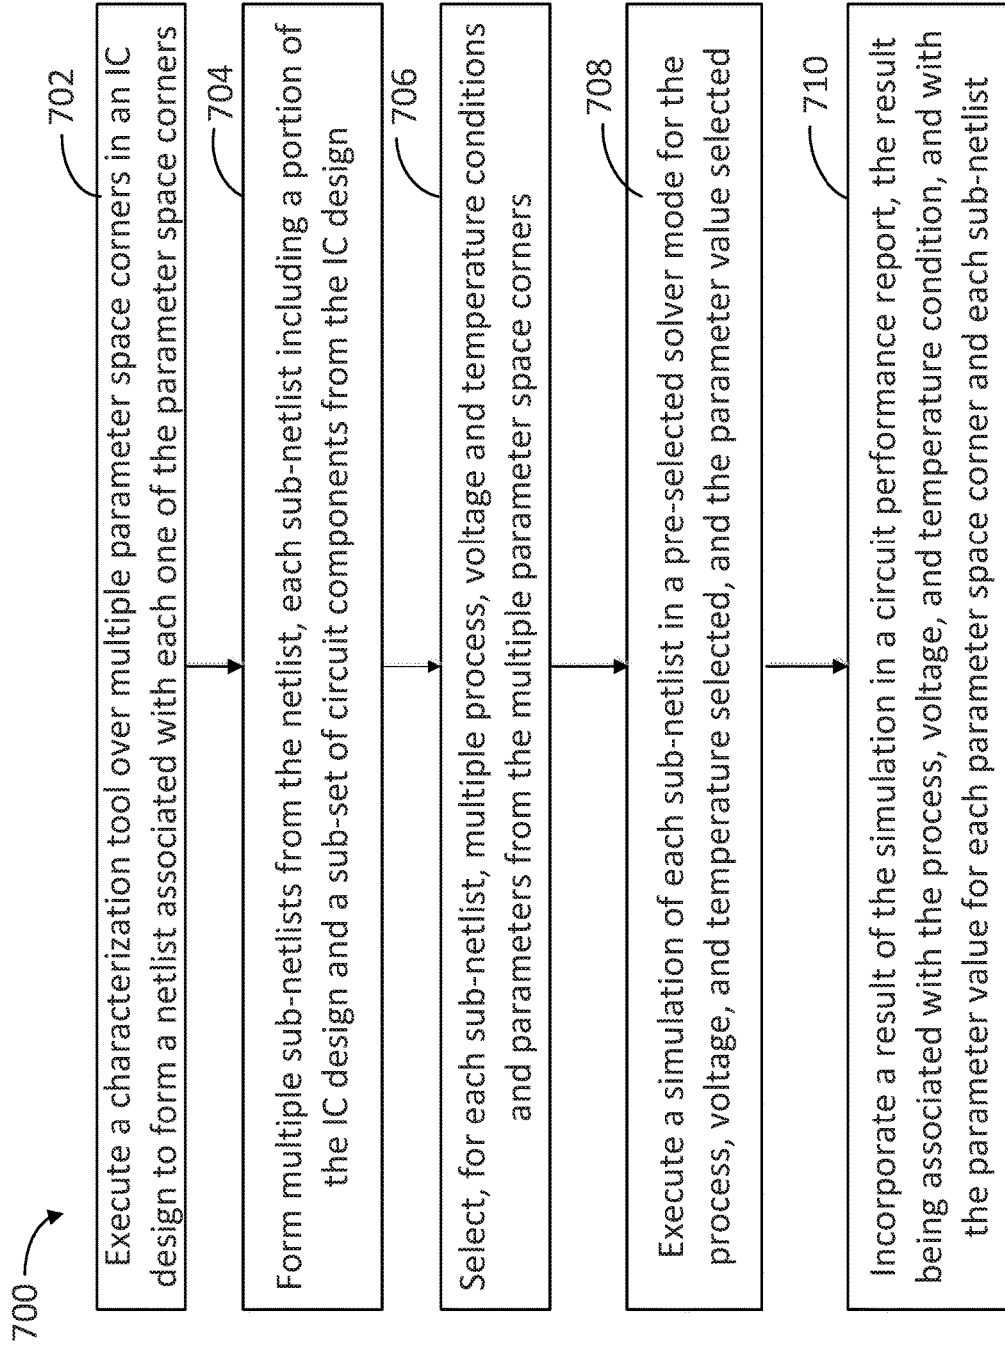 700
702
Execute a characterization tool over multiple parameter space corners in an IC
design to form a netlist associated with each one of the parameter space corners
704
Form multiple sub-netlists from the netlist, each sub-netlist including a portion of
the IC design and a sub-set of circuit components from the IC design
706
Select, for each sub-netlist, multiple process, voltage and temperature conditions
and parameters from the multiple parameter space corners
708
Execute a simulation of each sub-netlist in a pre-selected solver mode for the
process, voltage, and temperature selected, and the parameter value selected
710
Incorporate a result of the simulation in a circuit performance report, the result
being associated with the process, voltage, and temperature condition, and with
the parameter value for each parameter space corner and each sub-netlist